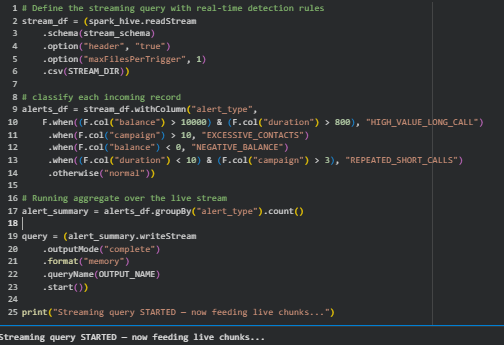 1 # Define the streaming query with real-time detection rules
2 stream_df = (spark_hive.readStream
3     .schema(stream_schema)
4     .option("header", "true")
5     .option("maxFilesPerTrigger", 1)
6     .csv(STREAM_DIR))
7
8 # classify each incoming record
9 alerts_df = stream_df.withColumn("alert_type",
10     F.when((F.col("balance") > 10000) & (F.col("duration") > 800), "HIGH_VALUE_LONG_CALL")
11      .when(F.col("campaign") > 10, "EXCESSIVE_CONTACTS")
12      .when(F.col("balance") < 0, "NEGATIVE_BALANCE")
13      .when((F.col("duration") < 10) & (F.col("campaign") > 3), "REPEATED_SHORT_CALLS")
14      .otherwise("normal"))
15
16 # Running aggregate over the live stream
17 alert_summary = alerts_df.groupBy("alert_type").count()
18
19 query = (alert_summary.writeStream
20     .outputMode("complete")
21     .format("memory")
22     .queryName(OUTPUT_NAME)
23     .start())
24
25 print("Streaming query STARTED — now feeding live chunks...")
Streaming query STARTED — now feeding live chunks...